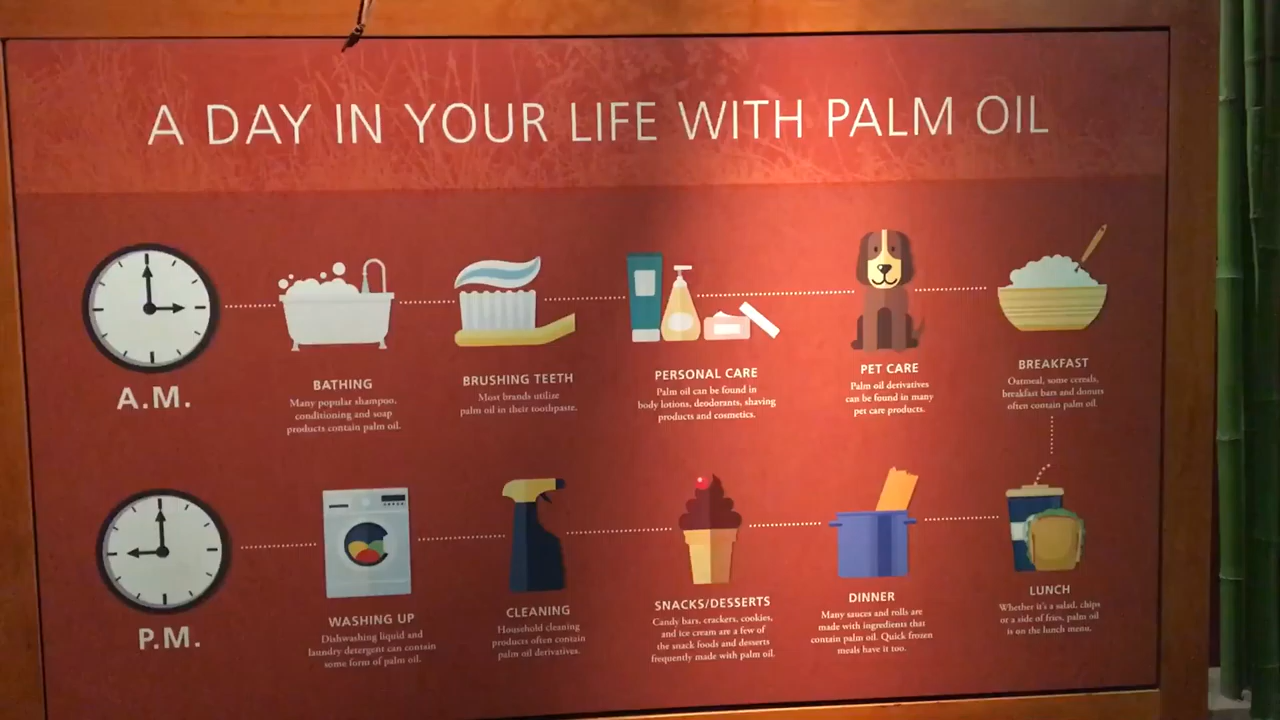 A DAY IN YOUR LIFE WITH PALM OIL
A.M.
BATHING
Many popular shampoo,
conditioning and soap
products contain palm oil.
BRUSHING TEETH
Most brands utilize
palm oil in their toothpaste.
PERSONAL CARE
Palm oil can be found in
body lotions, deodorants, shaving
products and cosmetics.
PET CARE
Palm oil derivatives
can be found in many
pet care products.
BREAKFAST
Oatmeal, some cereals,
breakfast bars and donuts
often contain palm oil.
P.M.
WASHING UP
Dishwashing liquid and
laundry detergent can contain
some form of palm oil.
CLEANING
Household cleaning
products often contain
palm oil derivatives.
SNACKS/DESSERTS
Candy bars, crackers, cookies,
and ice cream are a few of
the snack foods and desserts
frequently made with palm oil.
DINNER
Many sauces and rolls are
made with ingredients that
contain palm oil. Quick frozen
meals have it too.
LUNCH
Whether it's a salad, chips
or a side of fries, palm oil
is on the lunch menu.